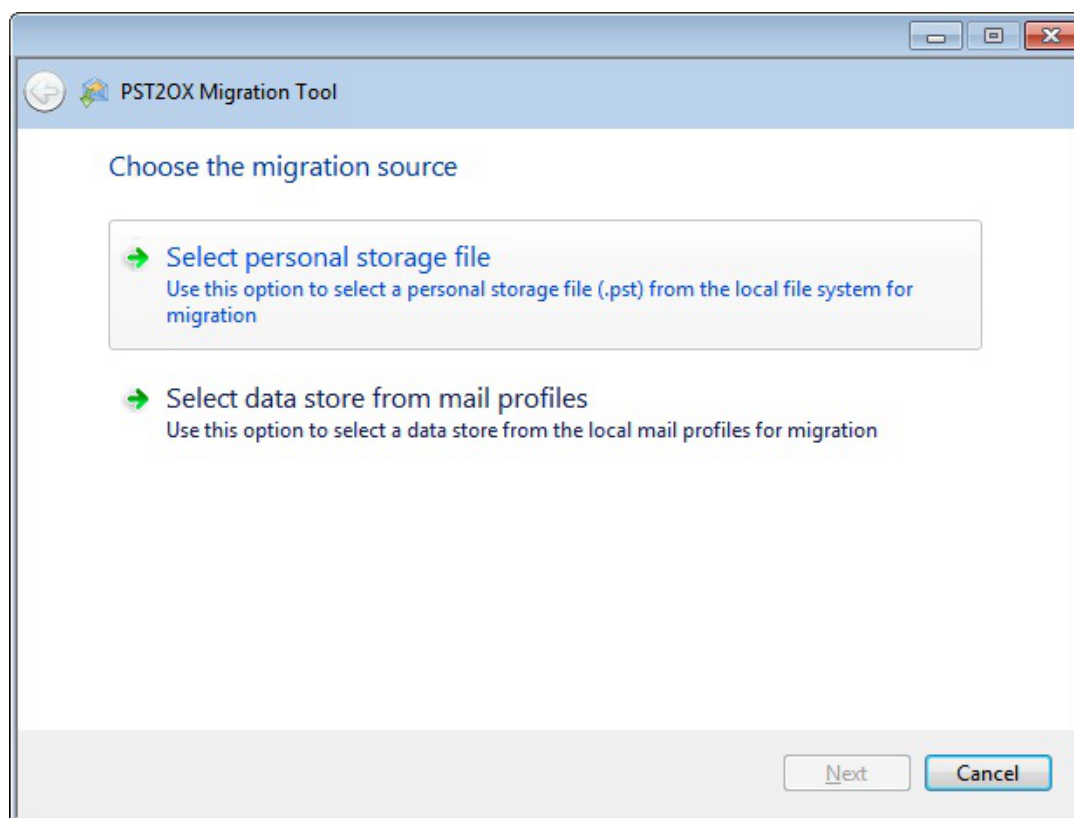 PST2OX Migration Tool
Choose the migration source
Select personal storage file
Use this option to select a personal storage file (.pst) from the local file system for
migration
Select data store from mail profiles
Use this option to select a data store from the local mail profiles for migration
Next
Cancel